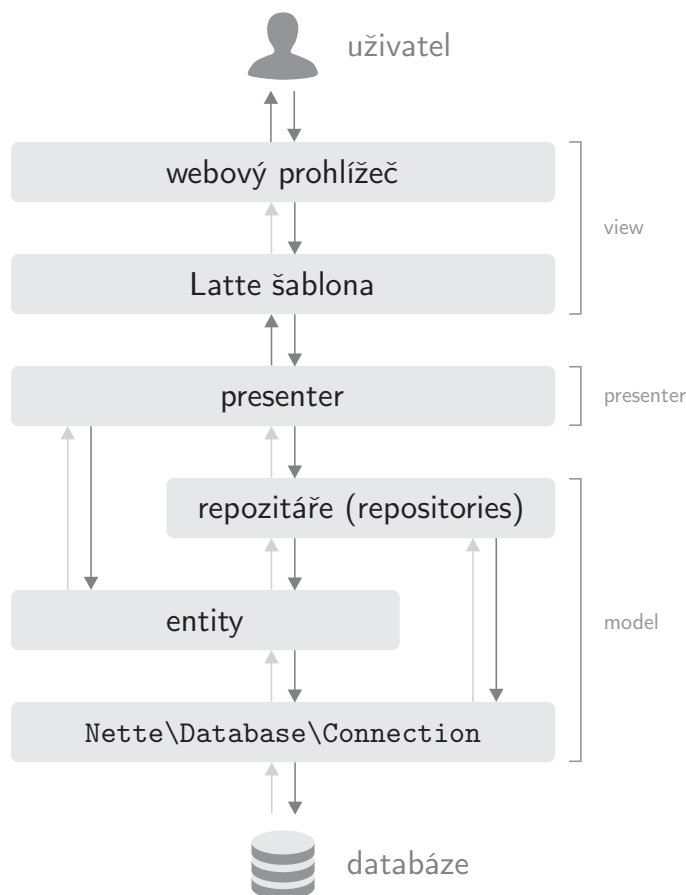 uživatel
webový prohlížeč
view
Latte šablona
presenter
presenter
repozitáře (repositories)
entity
model
Nette\Database\Connection
databáze